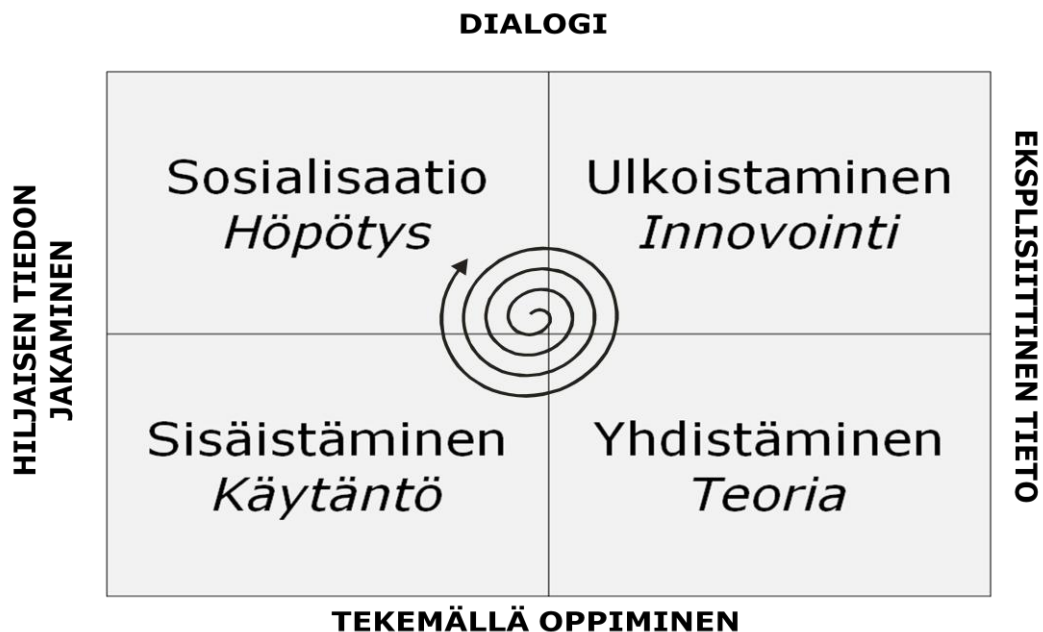 DIALOGI
HILJAISEN TIEDON
JAKAMINEN
Sosialisaatio
Höpötys
Ulkoistaminen
Innovointi
EKSPLISIITTINEN TIETO
Sisäistäminen
Käytäntö
Yhdistäminen
Teoria
TEKEMÄLLÄ OPPIMINEN